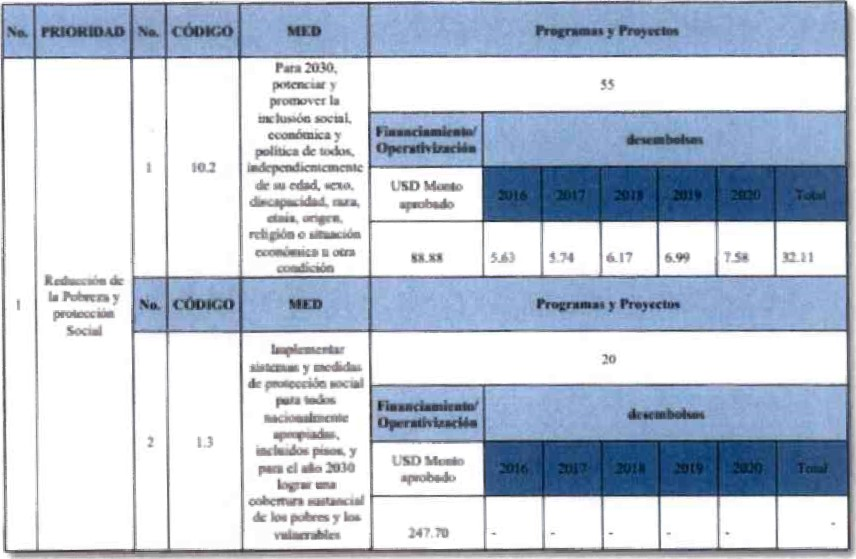 No. PRIORIDAD No. CÓDIGO MED Programas y Proyectos
1
Reducción de
la Pobreza y
protección
Social
1 10.2
Para 2030,
potenciar y
promover la
inclusión social,
económica y
política de todos,
independientemente
de su edad, sexo,
discapacidad, raza,
etnia, origen,
religión o situación
económica u otra
condición
55
Financiamiento/
Operativización
desembolsos
USD Monto
aprobado
2016 2017 2018 2019 2020 Total
88.88 5.63 5.74 6.17 6.99 7.58 32.11
No. CÓDIGO MED Programas y Proyectos
2 1.3
Implementar
sistemas y medidas
de protección social
para todos
nacionalmente
apropiadas,
incluidos pisos, y
para el año 2030
lograr una
cobertura sustancial
de los pobres y los
vulnerables
20
Financiamiento/
Operativización
desembolsos
USD Monto
aprobado
2016 2017 2018 2019 2020 Total
247.70 - - - - - -